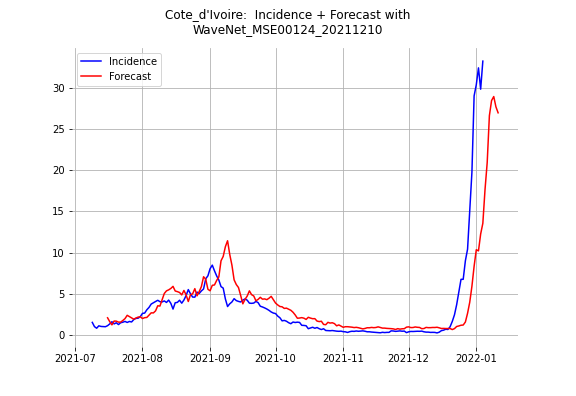 Cote_d'Ivoire:  Incidence + Forecast with
WaveNet_MSE00124_20211210
Incidence
Forecast
30
25
20
15
10
5
0
2021-07 2021-08 2021-09 2021-10 2021-11 2021-12 2022-01